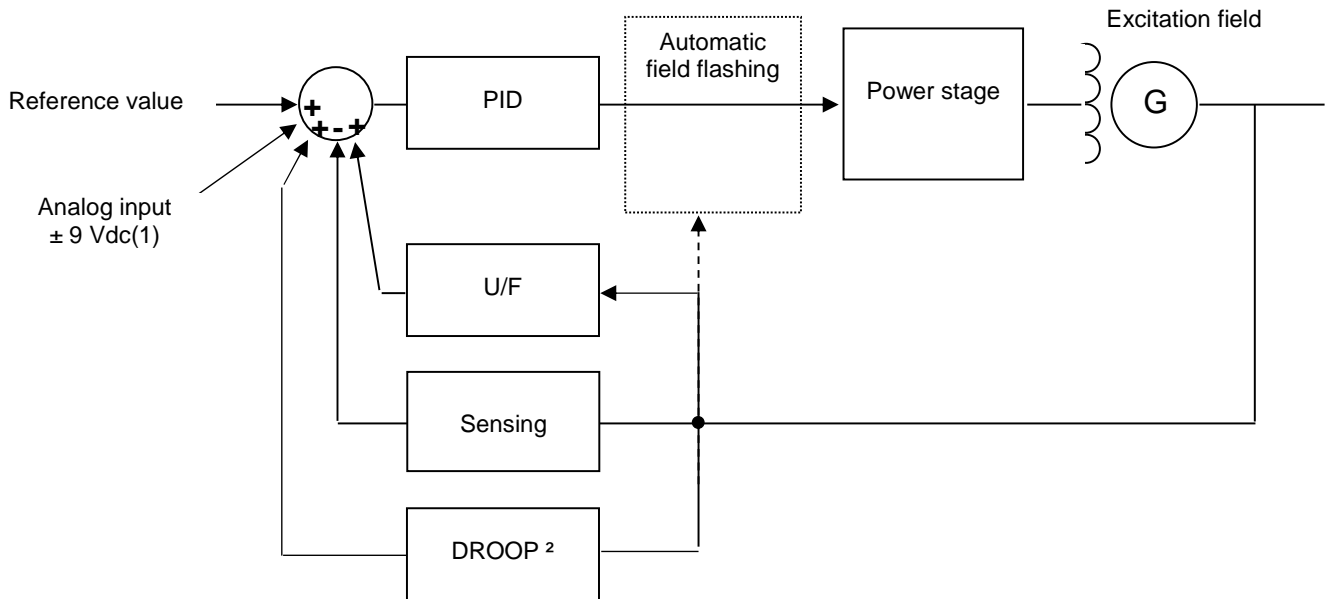 Excitation field
Automatic
field flashing
Reference value
+
+ - +
PID
Power stage
G
Analog input
± 9 Vdc(1)
U/F
Sensing
DROOP ²